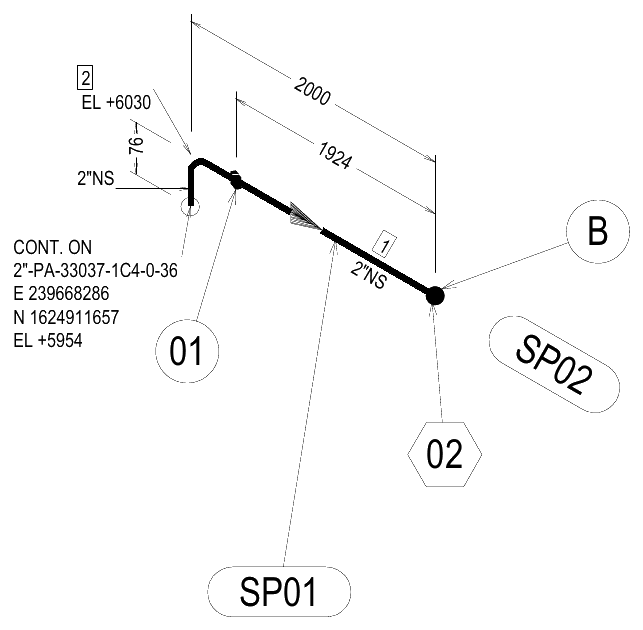 2000
2
EL +6030
1924
76
2"NS
1
2"NS
B
CONT. ON
2"-PA-33037-1C4-0-36
E 239668286
N 1624911657
EL +5954
01
SP02
02
SP01